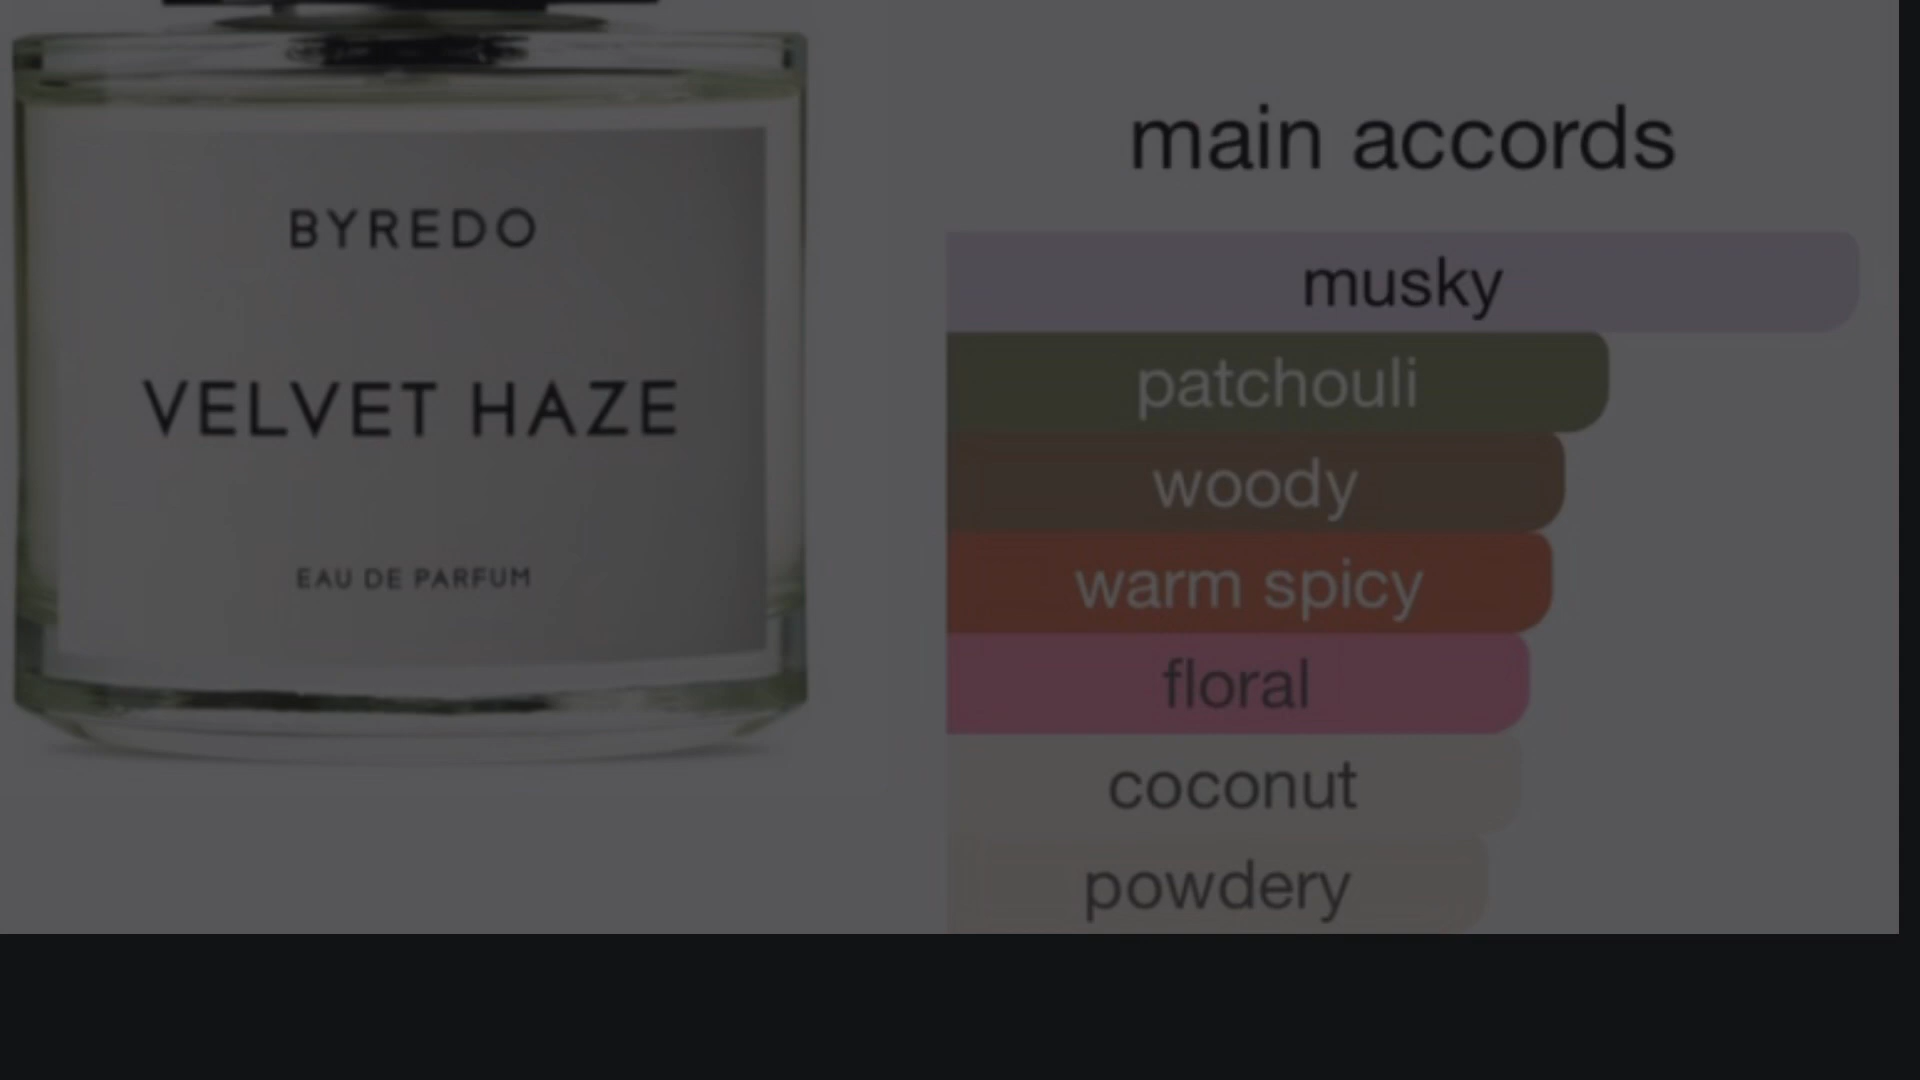 BYREDO
VELVET HAZE
EAU DE PARFUM
main accords
musky
patchouli
woody
warm spicy
floral
coconut
powdery